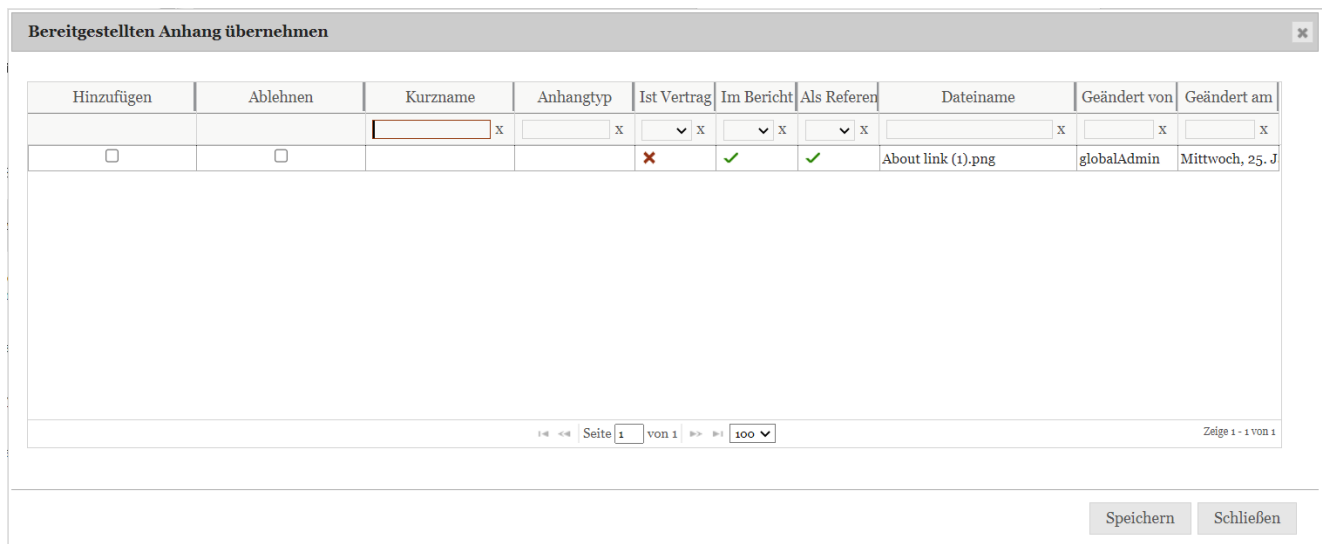 Bereitgestellten Anhang übernehmen
Hinzufügen Ablehnen Kurzname Anhangtyp Ist Vertrag Im Bericht Als Referen Dateiname Geändert von Geändert am
x x x x x x x x
About link (1).png globalAdmin Mittwoch, 25. J
Seite 1 von 1 100 Zeige 1 - 1 von 1
Speichern Schließen